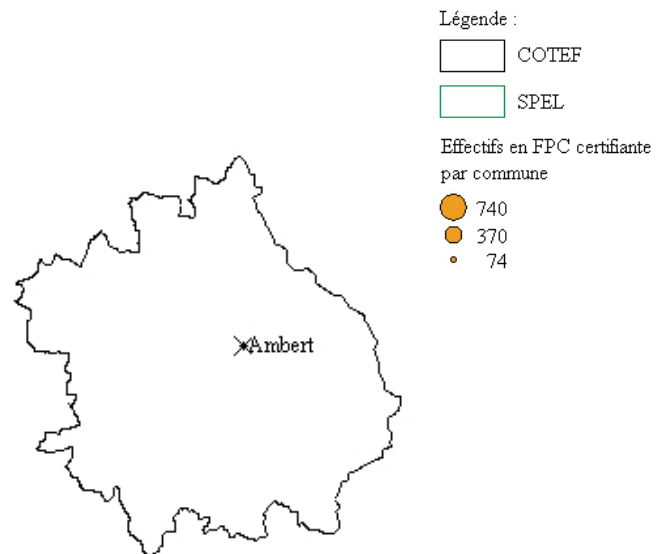 Légende :
COTEF
SPEL
Effectifs en FPC certifiante
par commune
740
370
74
Ambert